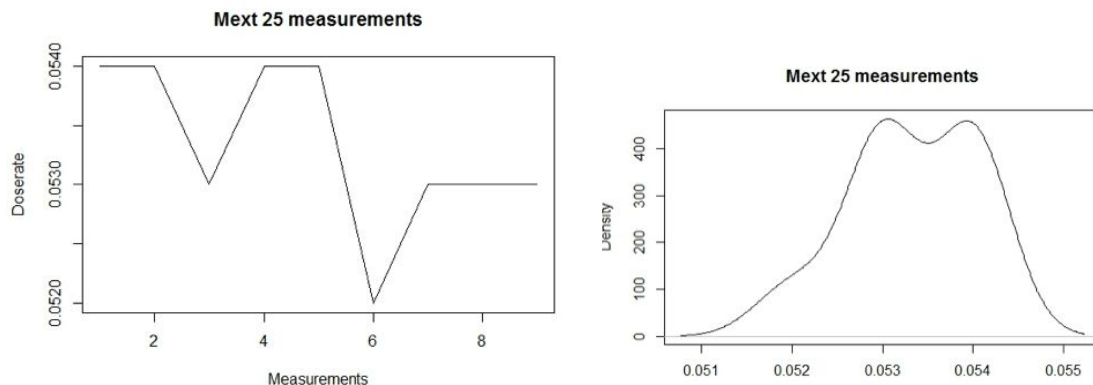 Mext 25 measurements
0.0540
0.0530
0.0520
Doserate
2 4 6 8
Measurements
Mext 25 measurements
400
300
200
100
0
Density
0.051 0.052 0.053 0.054 0.055